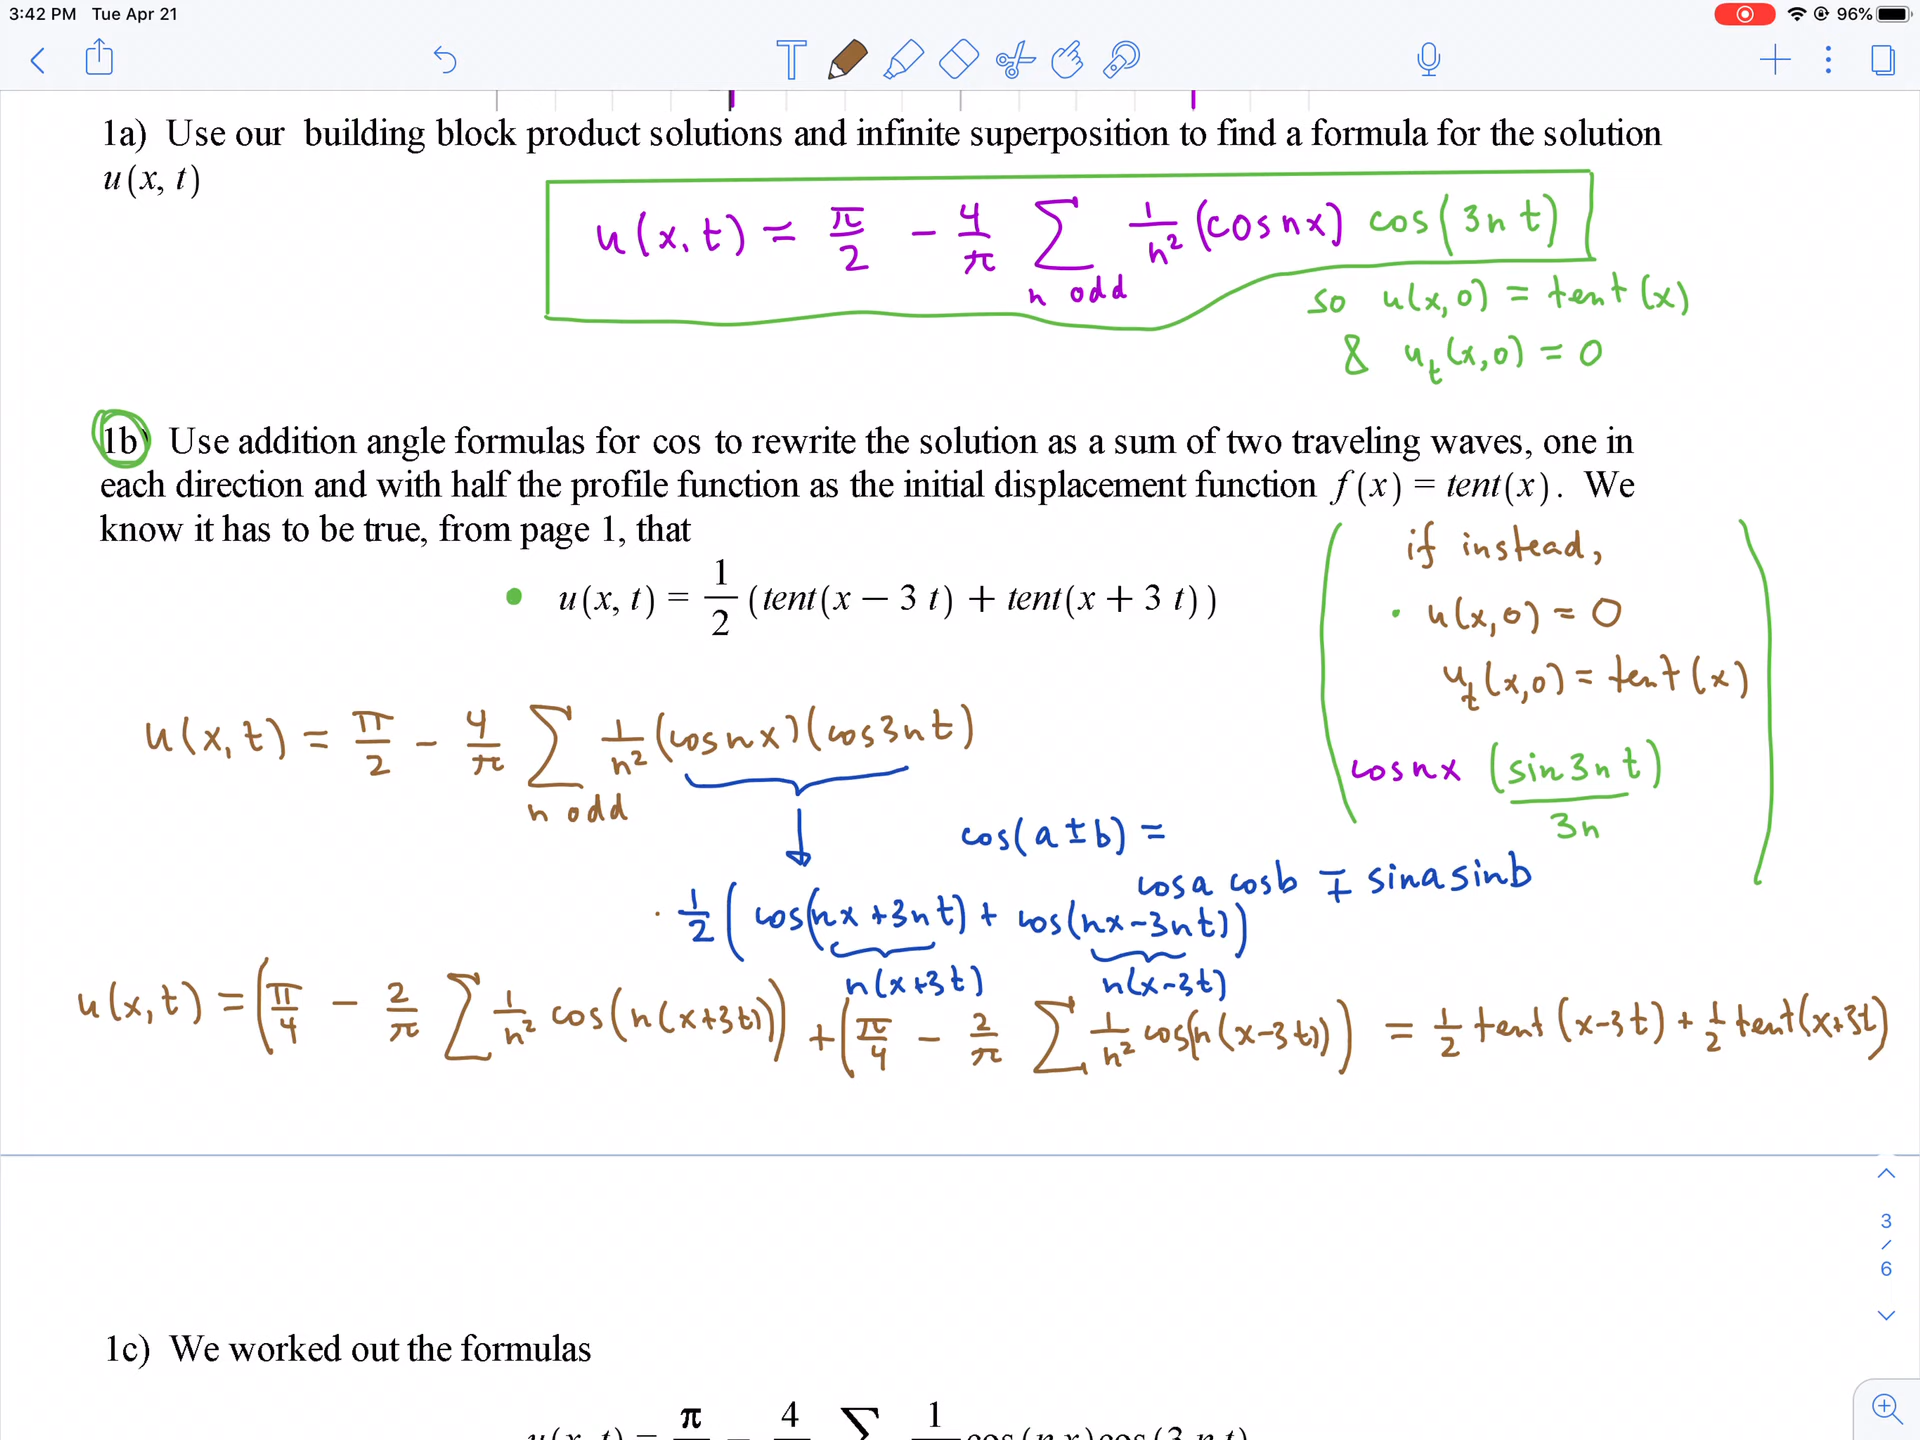 3:42 PM Tue Apr 21
96%
1a) Use our building block product solutions and infinite superposition to find a formula for the solution
u(x, t)
u(x,t) = π/2 - 4/π ∑ n odd 1/n² (cos nx) cos(3n t)
so u(x,0) = tent(x)
& u_t(x,0) = 0
1b) Use addition angle formulas for cos to rewrite the solution as a sum of two traveling waves, one in
each direction and with half the profile function as the initial displacement function f(x) = tent(x). We
know it has to be true, from page 1, that
• u(x, t) = 1/2 (tent(x − 3 t) + tent(x + 3 t))
if instead,
• u(x,0) = 0
u_t(x,0) = tent(x)
cos nx (sin 3n t)/3n
u(x,t) = π/2 - 4/π ∑ n odd 1/n² (cos nx)(cos 3nt)
cos(a ± b) =
cos a cos b ∓ sin a sin b
1/2 (cos(nx + 3nt) + cos(nx - 3nt))
n(x+3t) n(x-3t)
u(x,t) = (π/4 - 2/π ∑ 1/n² cos(n(x+3t))) + (π/4 - 2/π ∑ 1/n² cos(n(x-3t))) = 1/2 tent(x-3t) + 1/2 tent(x+3t)
3
/
6
1c) We worked out the formulas
u(x, t) = π – 4 ∑ 1 cos(n x) cos(3 n t)